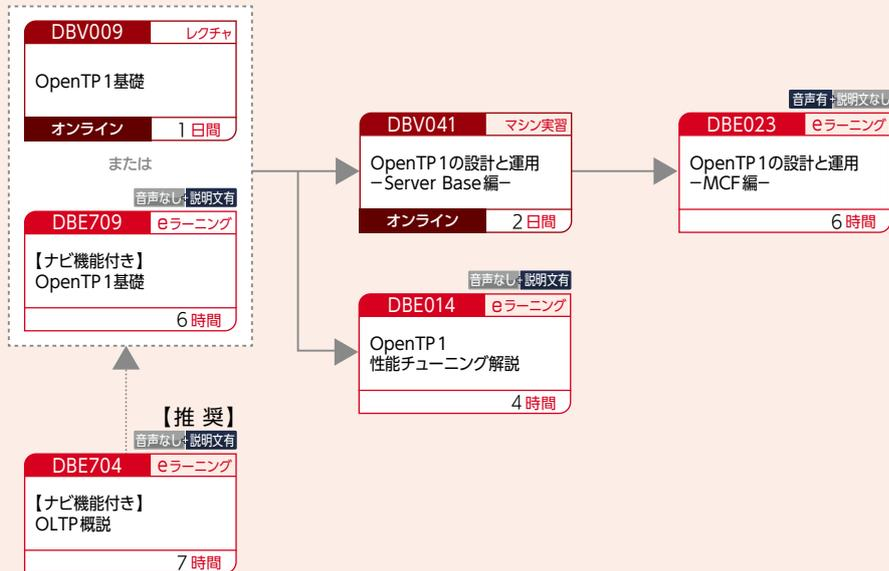 DBV009 レクチャ
OpenTP1基礎
オンライン 1日間
または
音声なし+説明文有
DBE709 eラーニング
【ナビ機能付き】
OpenTP1基礎
6時間
【推 奨】
音声なし+説明文有
DBE704 eラーニング
【ナビ機能付き】
OLTP概説
7時間
DBV041 マシン実習
OpenTP1の設計と運用
−Server Base編−
オンライン 2日間
音声なし+説明文有
DBE014 eラーニング
OpenTP1
性能チューニング解説
4時間
音声有+説明文なし
DBE023 eラーニング
OpenTP1の設計と運用
−MCF編−
6時間